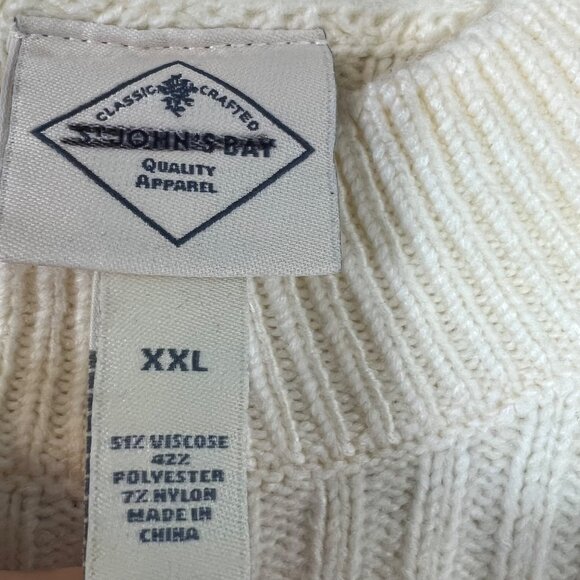 CLASSIC CRAFTED
ST. JOHN'S BAY
QUALITY
APPAREL
XXL
51% VISCOSE
42%
POLYESTER
7% NYLON
MADE IN
CHINA